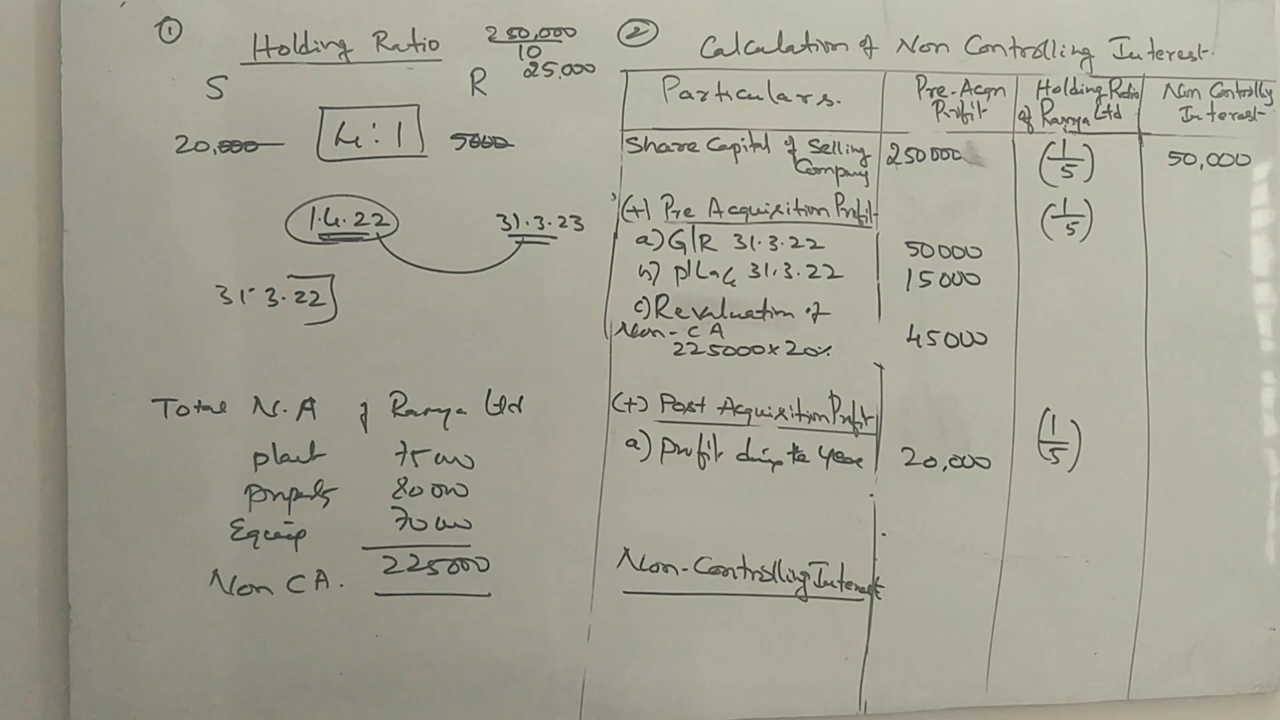 ①
Holding Ratio
250,000
10
25,000
S
R
20,000
4:1
5000
1.4.22
31.3.23
31.3.22
Total N.A of Ramya Ltd
plant 75000
property 80000
Equip 70000
Non CA. 225000
② Calculation of Non Controlling Interest.
Particulars.
Pre-Acqn Profit
Holding Ratio of Ramya Ltd
Non Controlling Interest
Share Capital of Selling Company 250000 (1/5) 50,000
(+) Pre Acquisition Profit (1/5)
a) G/R 31.3.22 50000
b) P/L a/c 31.3.22 15000
c) Revaluation of
Non-CA
225000x20% 45000
(+) Post Acquisition Profit
a) Profit during the year 20,000 (1/5)
Non-Controlling Interest